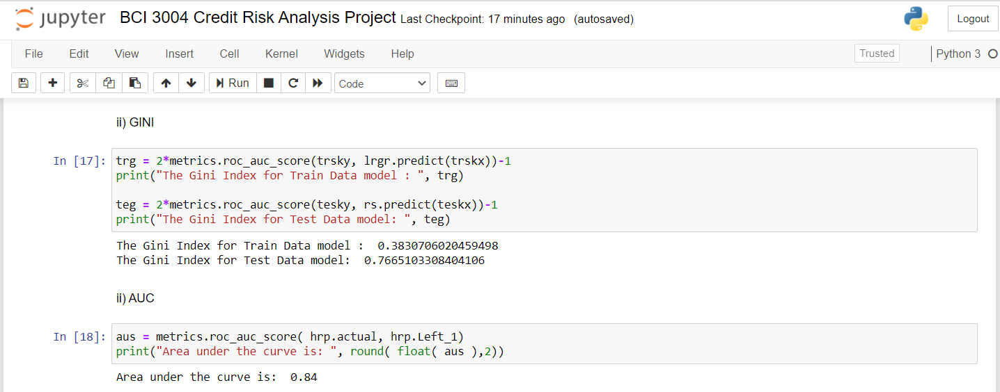 jupyter BCI 3004 Credit Risk Analysis Project Last Checkpoint: 17 minutes ago (autosaved) Logout
File Edit View Insert Cell Kernel Widgets Help Trusted Python 3
Run Code
ii) GINI
In [17]: trg = 2*metrics.roc_auc_score(trsky, lrgr.predict(trskx))-1
print("The Gini Index for Train Data model : ", trg)
teg = 2*metrics.roc_auc_score(tesky, rs.predict(teskx))-1
print("The Gini Index for Test Data model: ", teg)
The Gini Index for Train Data model :  0.3830706020459498
The Gini Index for Test Data model:  0.7665103308404106
ii) AUC
In [18]: aus = metrics.roc_auc_score( hrp.actual, hrp.Left_1)
print("Area under the curve is: ", round( float( aus ),2))
Area under the curve is:  0.84